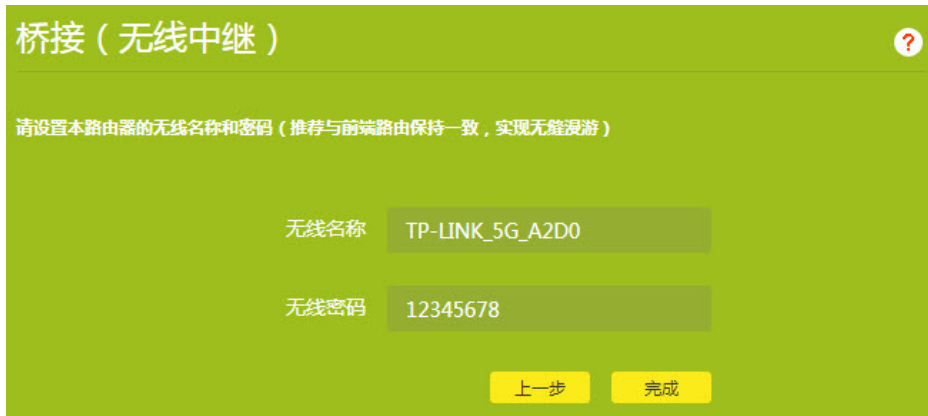 桥接（无线中继）
?
请设置本路由器的无线名称和密码（推荐与前端路由保持一致，实现无缝漫游）
无线名称 TP-LINK_5G_A2D0
无线密码 12345678
上一步 完成